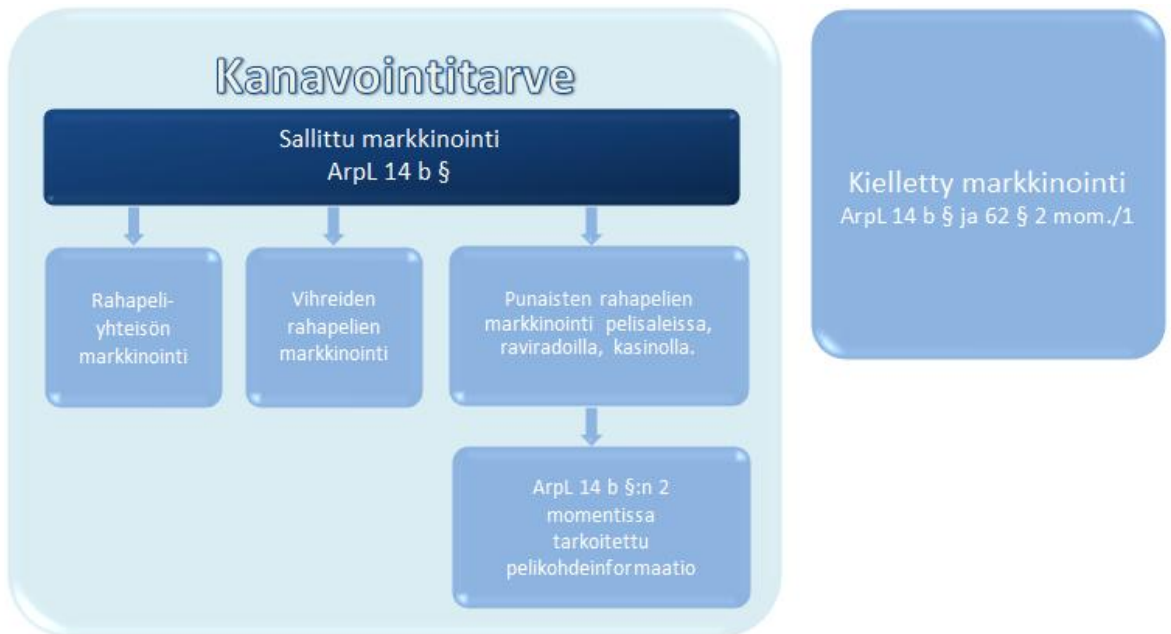 Kanavointitarve
Sallittu markkinointi
ArpL 14 b §
Rahapeli-
yhteisön
markkinointi
Vihreiden
rahapelien
markkinointi
Punaisten rahapelien
markkinointi pelisaleissa,
raviradoilla, kasinolla.
ArpL 14 b §:n 2
momentissa
tarkoitettu
pelikohdeinformaatio
Kielletty markkinointi
ArpL 14 b § ja 62 § 2 mom./1